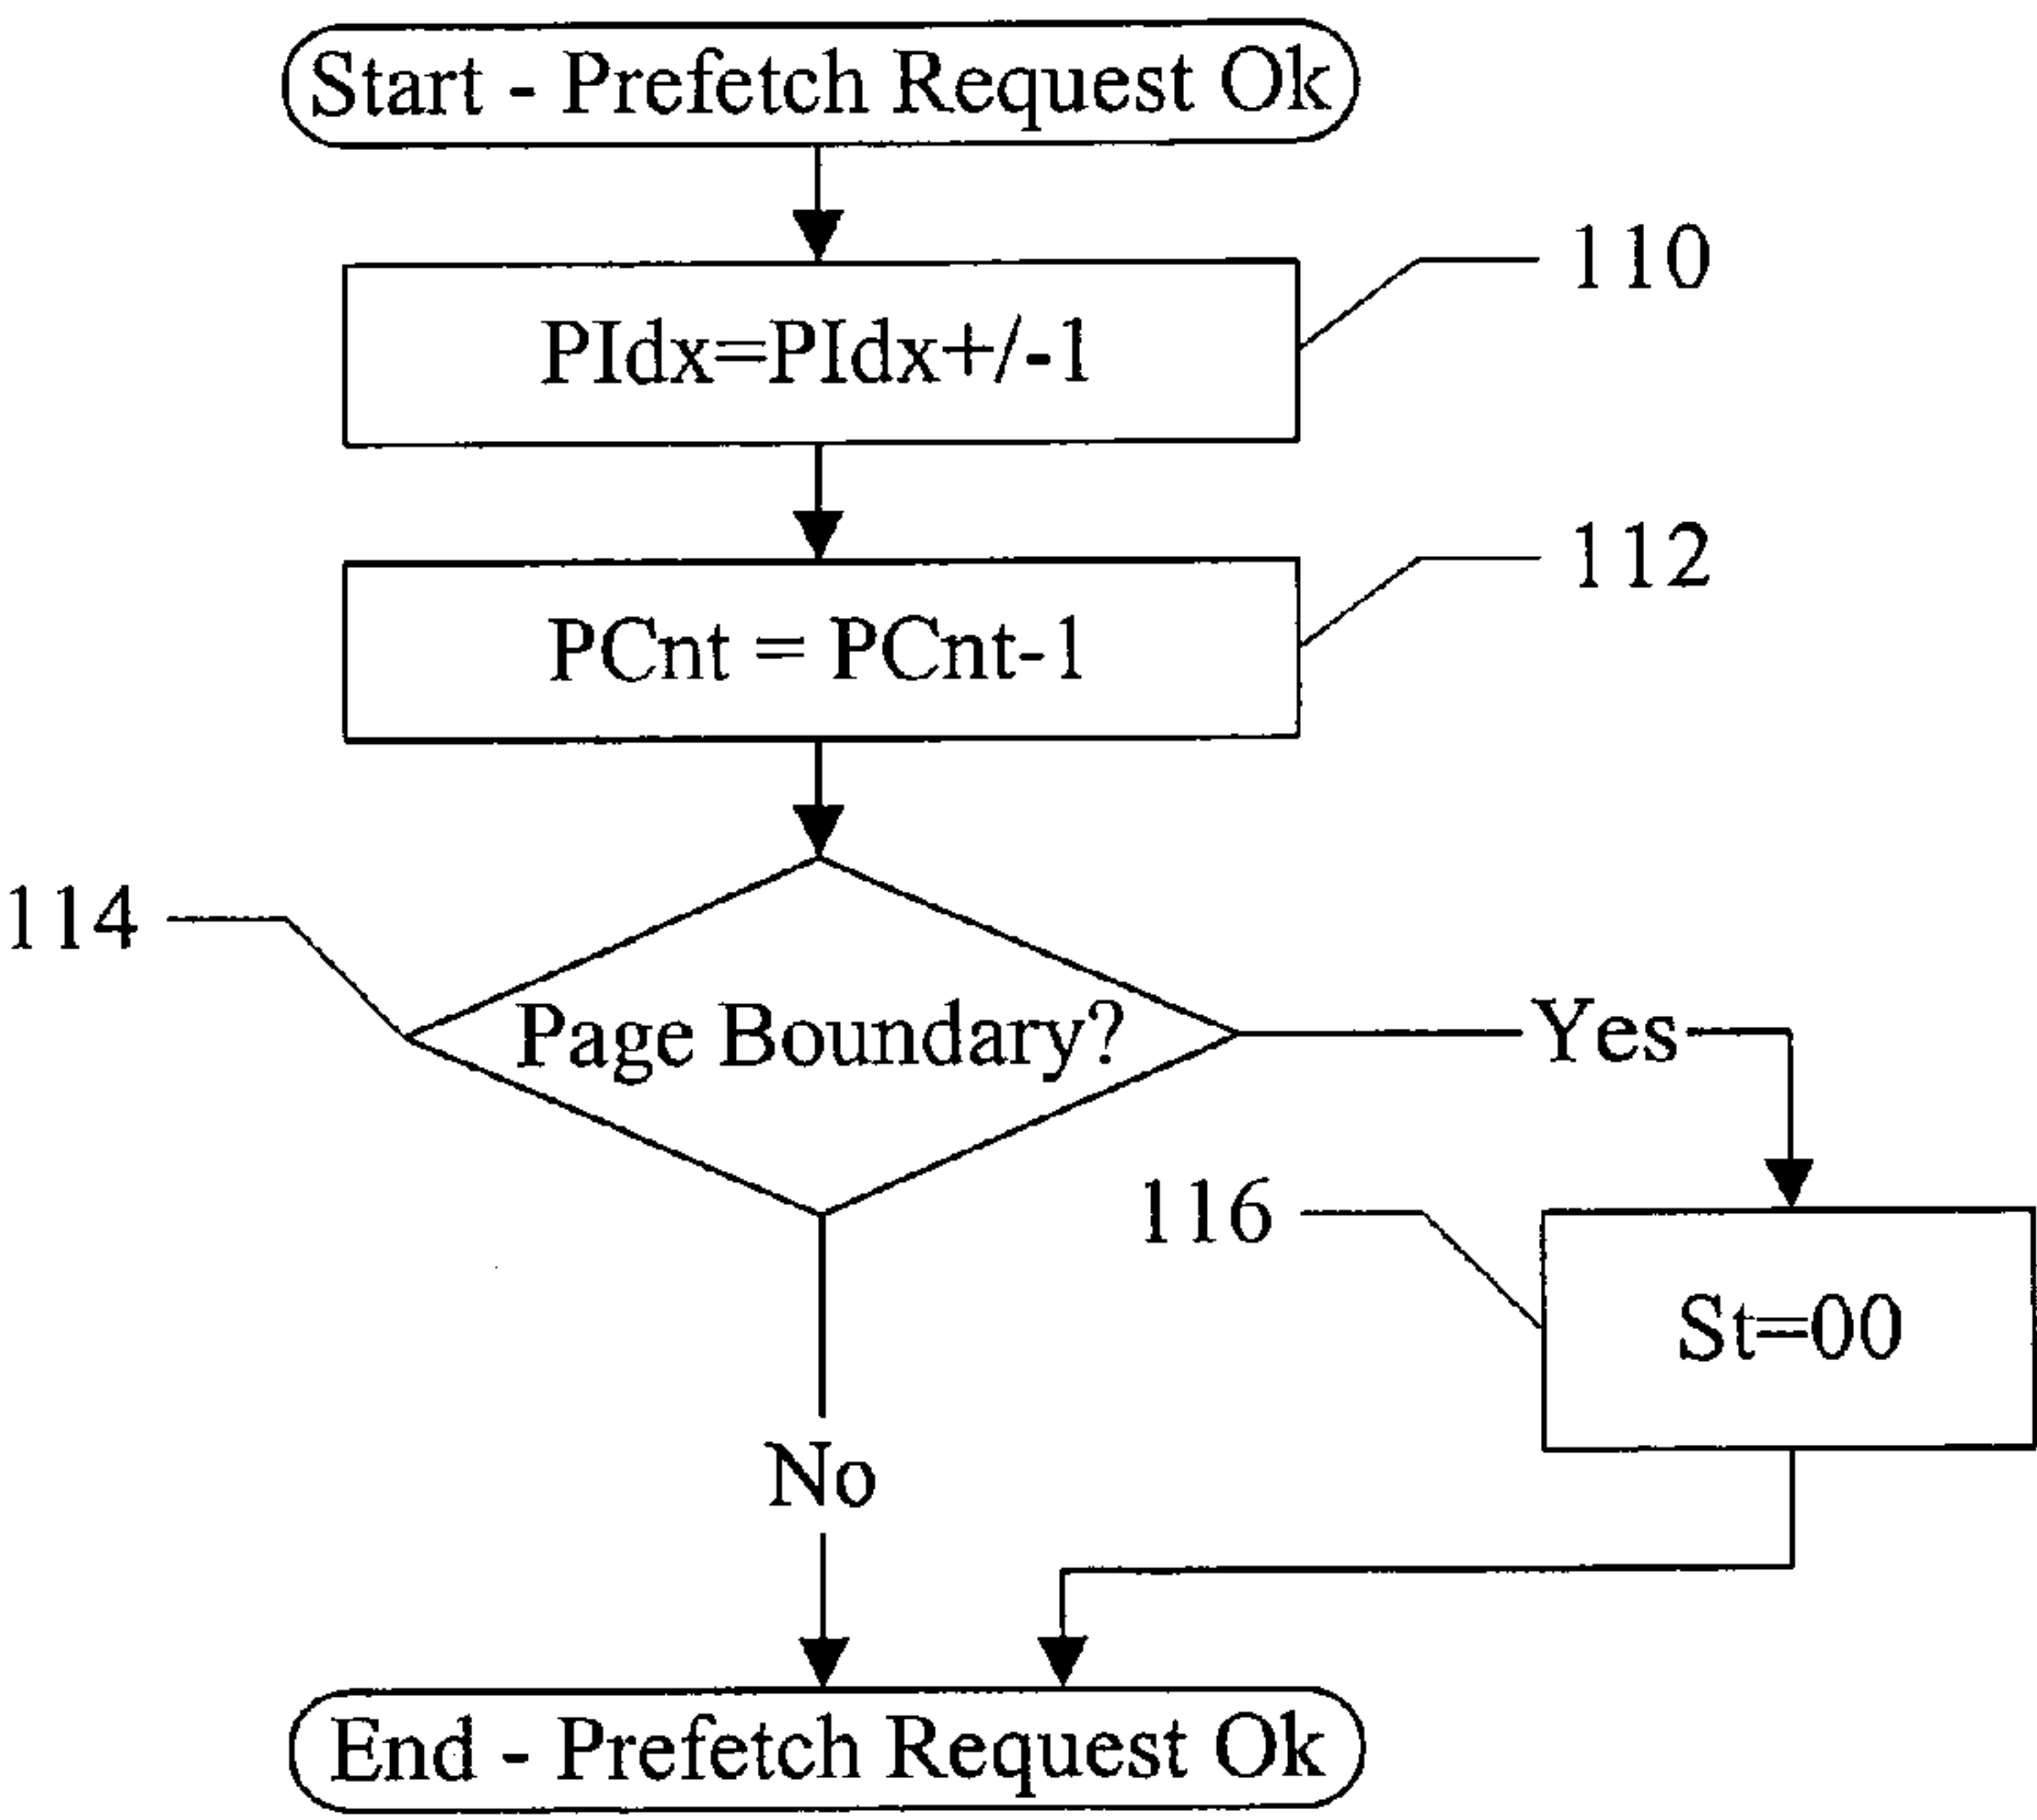 Start - Prefetch Request Ok
110
PIdx=PIdx+/-1
112
PCnt = PCnt-1
114
Page Boundary?
Yes
116
St=00
No
End - Prefetch Request Ok